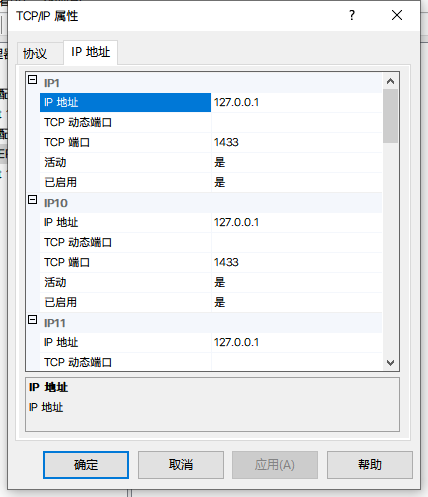 TCP/IP 属性
?
协议
IP 地址
IP1
IP 地址 127.0.0.1
TCP 动态端口
TCP 端口 1433
活动 是
已启用 是
IP10
IP 地址 127.0.0.1
TCP 动态端口
TCP 端口 1433
活动 是
已启用 是
IP11
IP 地址 127.0.0.1
TCP 动态端口
IP 地址
IP 地址
确定
取消
应用(A)
帮助